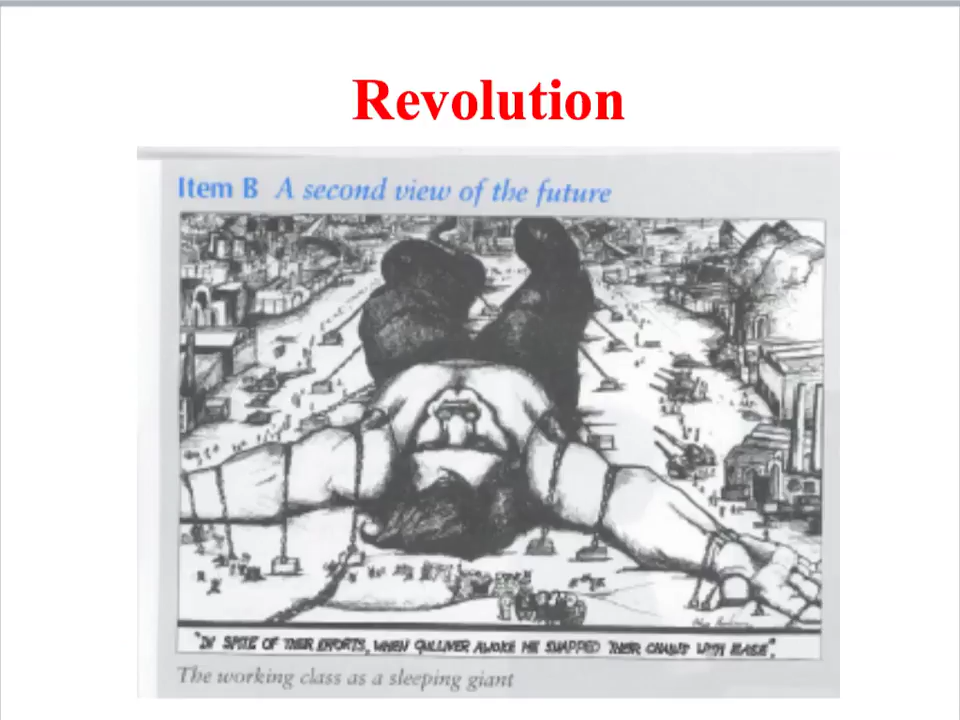 Revolution
Item B A second view of the future
"IN SPITE OF THEIR EFFORTS, WHEN GULLIVER AWOKE HE SNAPPED THEIR CHAINS WITH EASE".
The working class as a sleeping giant